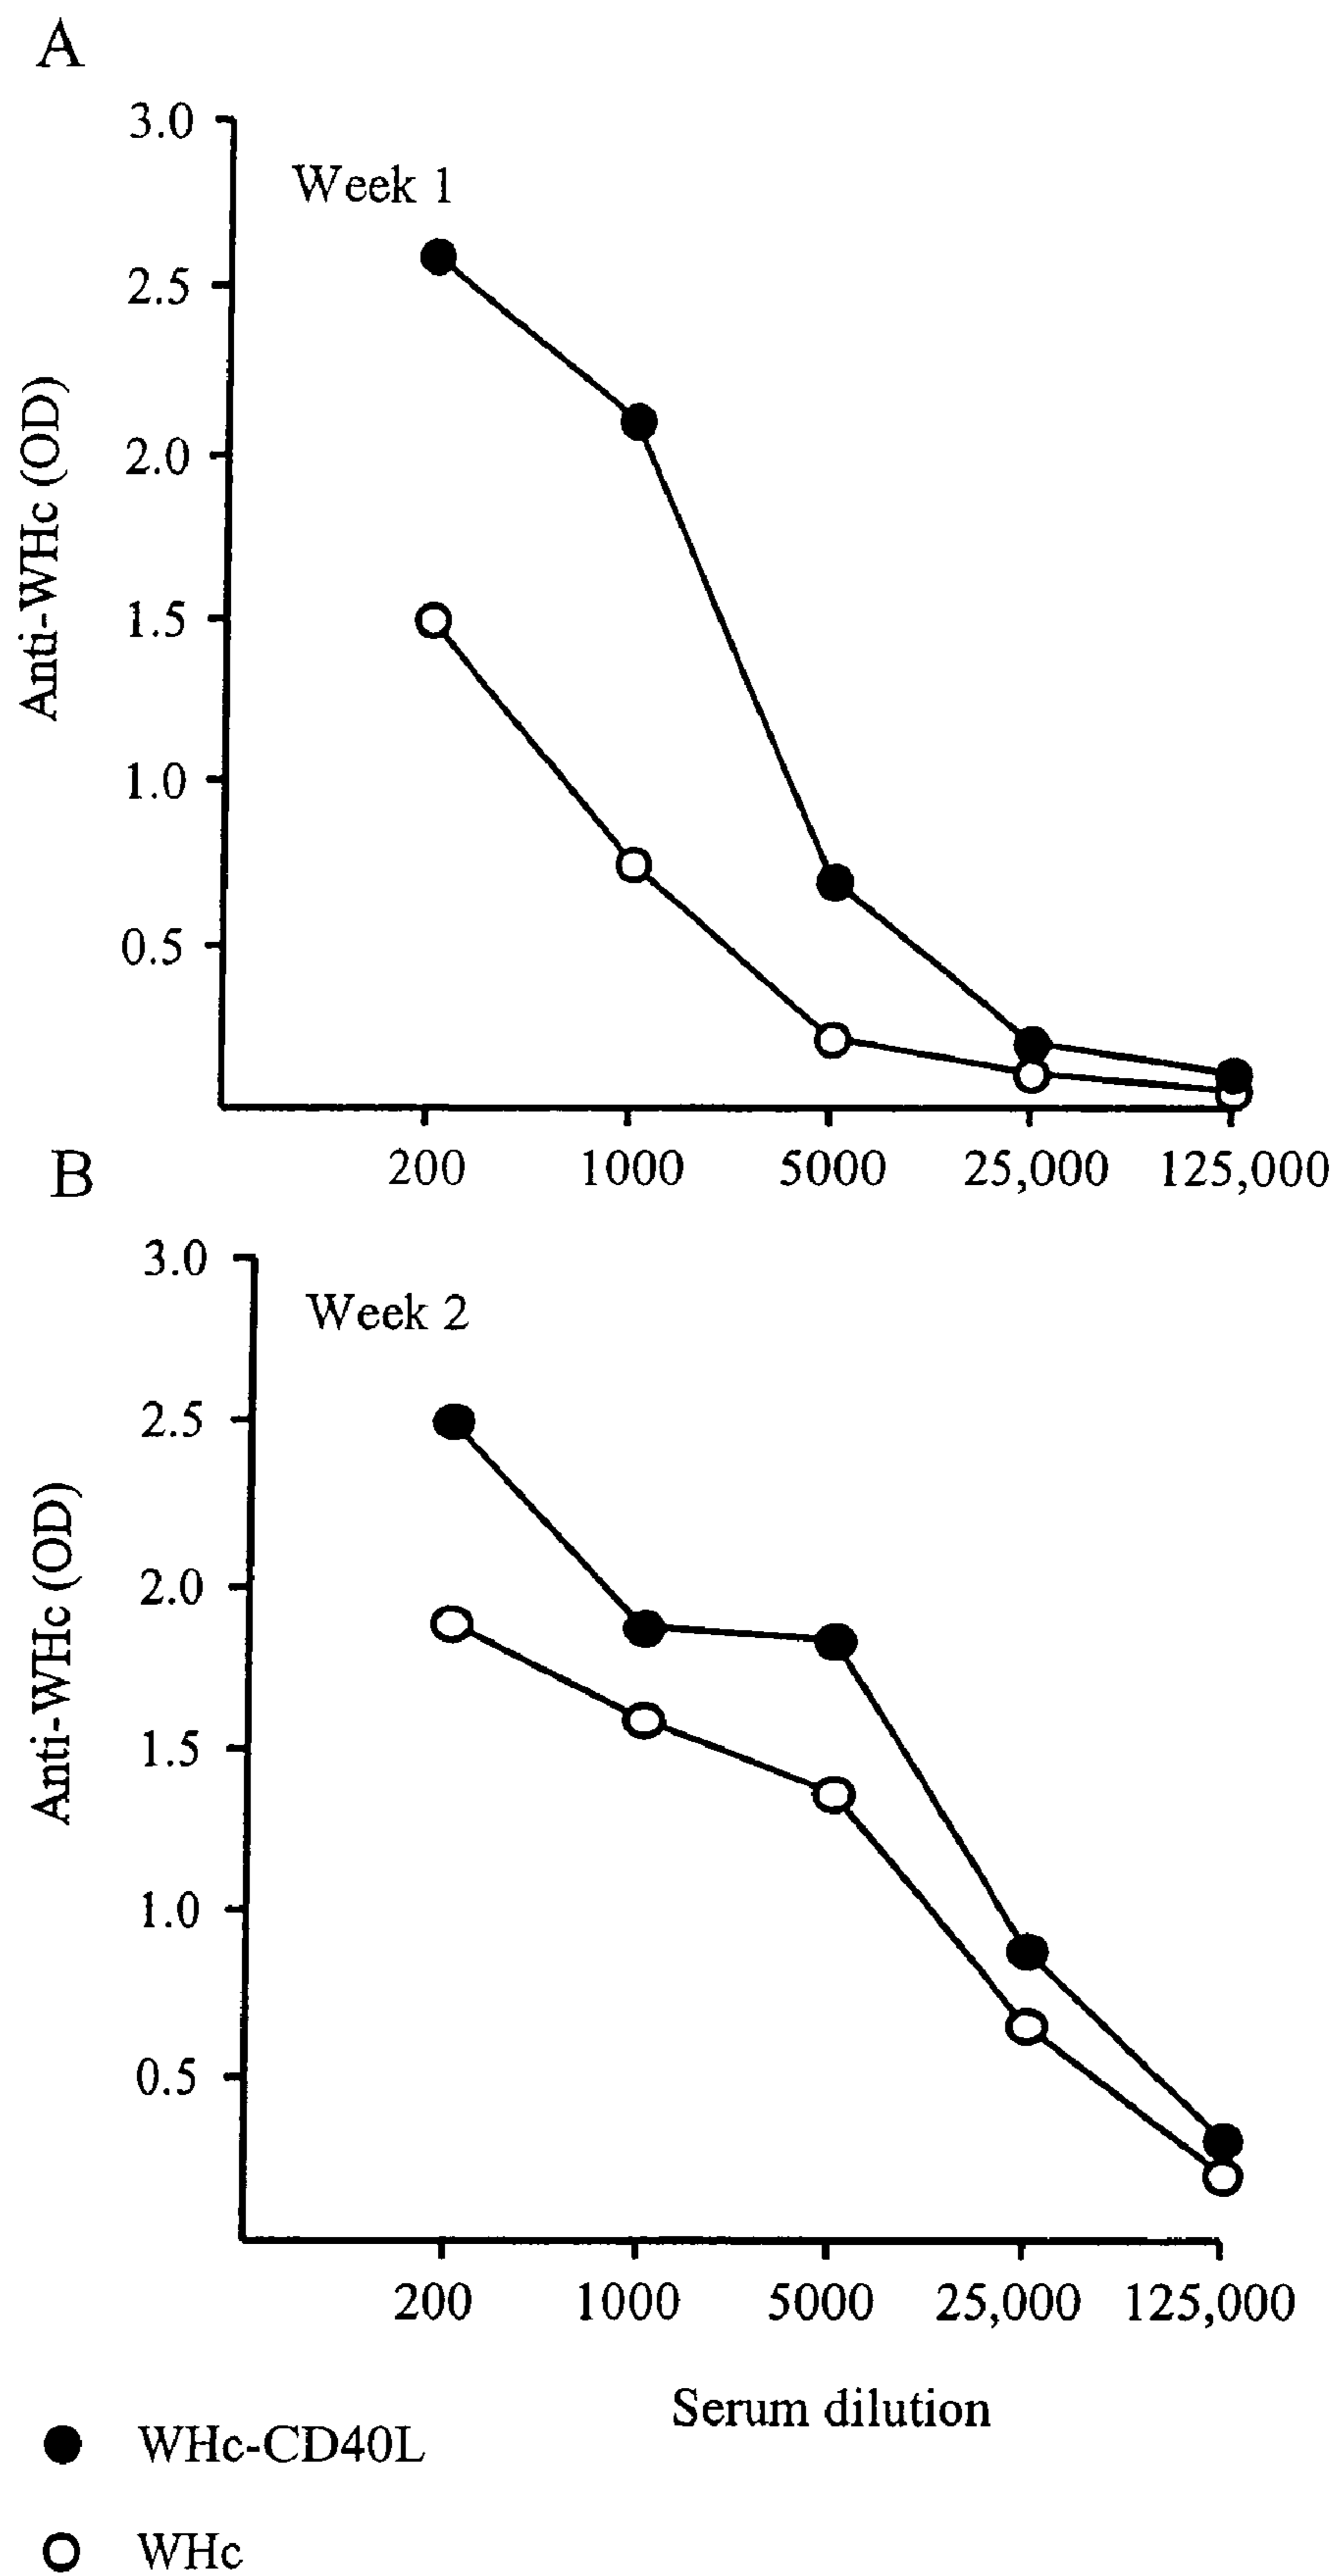 A
3.0
Week 1
2.5
2.0
1.5
1.0
0.5
Anti-WHc (OD)
200 1000 5000 25,000 125,000
B
3.0
Week 2
2.5
2.0
1.5
1.0
0.5
Anti-WHc (OD)
200 1000 5000 25,000 125,000
Serum dilution
WHc-CD40L
WHc